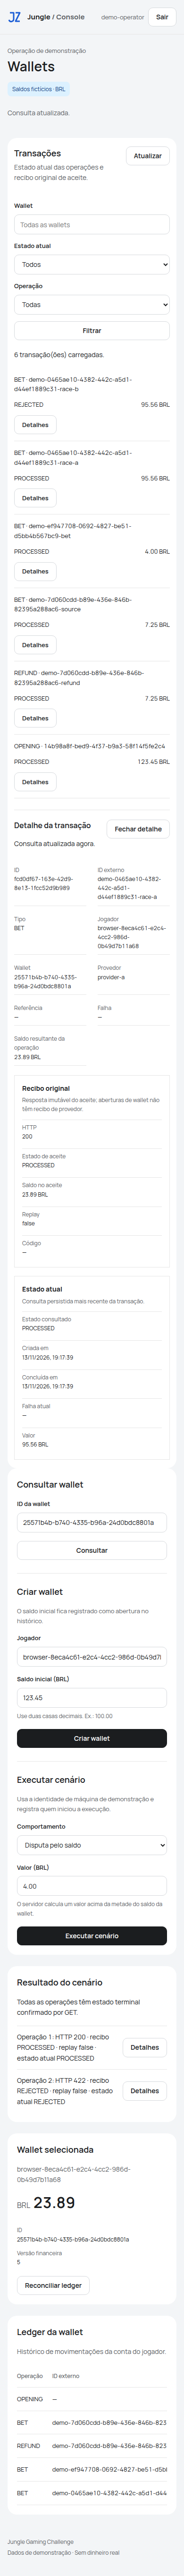 JZ Jungle / Console demo-operator Sair
Operação de demonstração
Wallets
Saldos fictícios · BRL
Consulta atualizada.
Transações
Atualizar
Estado atual das operações e
recibo original de aceite.
Wallet
Todas as wallets
Estado atual
Todos
Operação
Todas
Filtrar
6 transação(ões) carregadas.
BET · demo-0465ae10-4382-442c-a5d1-
d44ef1889c31-race-b
REJECTED 95.56 BRL
Detalhes
BET · demo-0465ae10-4382-442c-a5d1-
d44ef1889c31-race-a
PROCESSED 95.56 BRL
Detalhes
BET · demo-ef947708-0692-4827-be51-
d5bb4b567bc9-bet
PROCESSED 4.00 BRL
Detalhes
BET · demo-7d060cdd-b89e-436e-846b-
82395a288ac6-source
PROCESSED 7.25 BRL
Detalhes
REFUND · demo-7d060cdd-b89e-436e-846b-
82395a288ac6-refund
PROCESSED 7.25 BRL
Detalhes
OPENING · 14b98a8f-bed9-4f37-b9a3-58f14f5fe2c4
PROCESSED 123.45 BRL
Detalhes
Detalhe da transação
Fechar detalhe
Consulta atualizada agora.
ID
fcd0df67-163e-42d9-
8e13-1fcc52d9b989
ID externo
demo-0465ae10-4382-
442c-a5d1-
d44ef1889c31-race-a
Tipo
BET
Jogador
browser-8eca4c61-e2c4-
4cc2-986d-
0b49d7b11a68
Wallet
25571b4b-b740-4335-
b96a-24d0bdc8801a
Provedor
provider-a
Referência
—
Falha
—
Saldo resultante da
operação
23.89 BRL
Recibo original
Resposta imutável do aceite; aberturas de wallet não
têm recibo de provedor.
HTTP
200
Estado de aceite
PROCESSED
Saldo no aceite
23.89 BRL
Replay
false
Código
—
Estado atual
Consulta persistida mais recente da transação.
Estado consultado
PROCESSED
Criada em
13/11/2026, 19:17:39
Concluída em
13/11/2026, 19:17:39
Falha atual
—
Valor
95.56 BRL
Consultar wallet
ID da wallet
25571b4b-b740-4335-b96a-24d0bdc8801a
Consultar
Criar wallet
O saldo inicial fica registrado como abertura no
histórico.
Jogador
browser-8eca4c61-e2c4-4cc2-986d-0b49d7l
Saldo inicial (BRL)
123.45
Use duas casas decimais. Ex.: 100.00
Criar wallet
Executar cenário
Usa a identidade de máquina de demonstração e
registra quem iniciou a execução.
Comportamento
Disputa pelo saldo
Valor (BRL)
4.00
O servidor calcula um valor acima da metade do saldo da
wallet.
Executar cenário
Resultado do cenário
Todas as operações têm estado terminal
confirmado por GET.
Operação 1: HTTP 200 · recibo
PROCESSED · replay false ·
estado atual PROCESSED
Detalhes
Operação 2: HTTP 422 · recibo
REJECTED · replay false · estado
atual REJECTED
Detalhes
Wallet selecionada
browser-8eca4c61-e2c4-4cc2-986d-
0b49d7b11a68
BRL 23.89
ID
25571b4b-b740-4335-b96a-24d0bdc8801a
Versão financeira
5
Reconciliar ledger
Ledger da wallet
Histórico de movimentações da conta do jogador.
Operação ID externo
OPENING —
BET demo-7d060cdd-b89e-436e-846b-823
REFUND demo-7d060cdd-b89e-436e-846b-823
BET demo-ef947708-0692-4827-be51-d5bl
BET demo-0465ae10-4382-442c-a5d1-d44
Jungle Gaming Challenge
Dados de demonstração · Sem dinheiro real